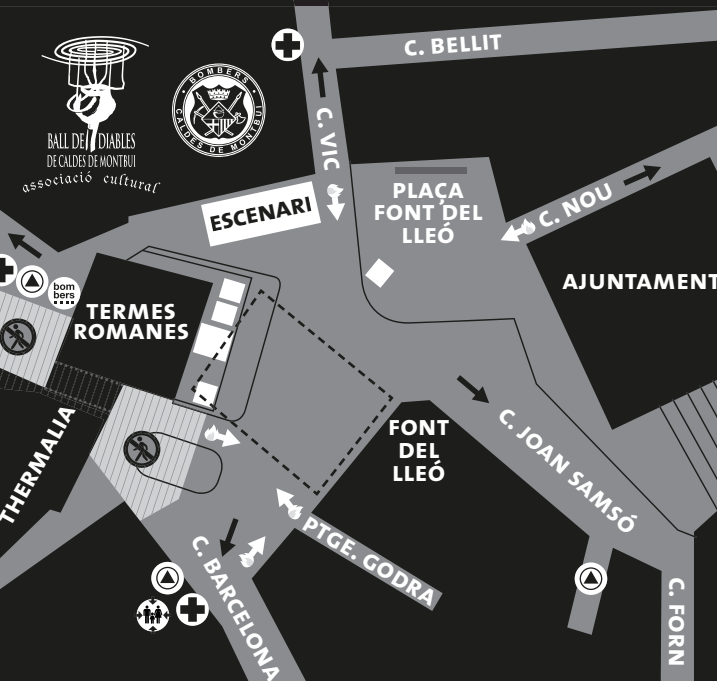 C. BELLIT
BOMBERS
CALDES DE MONTBUI
BALL DE DIABLES
DE CALDES DE MONTBUI
associació cultural
C. VIC
ESCENARI
PLAÇA
FONT DEL
LLEÓ
C. NOU
AJUNTAMENT
bom
bers
TERMES
ROMANES
THERMALIA
FONT
DEL
LLEÓ
C. JOAN SAMSÓ
PTGE. GODRA
C. BARCELONA
C. FORN